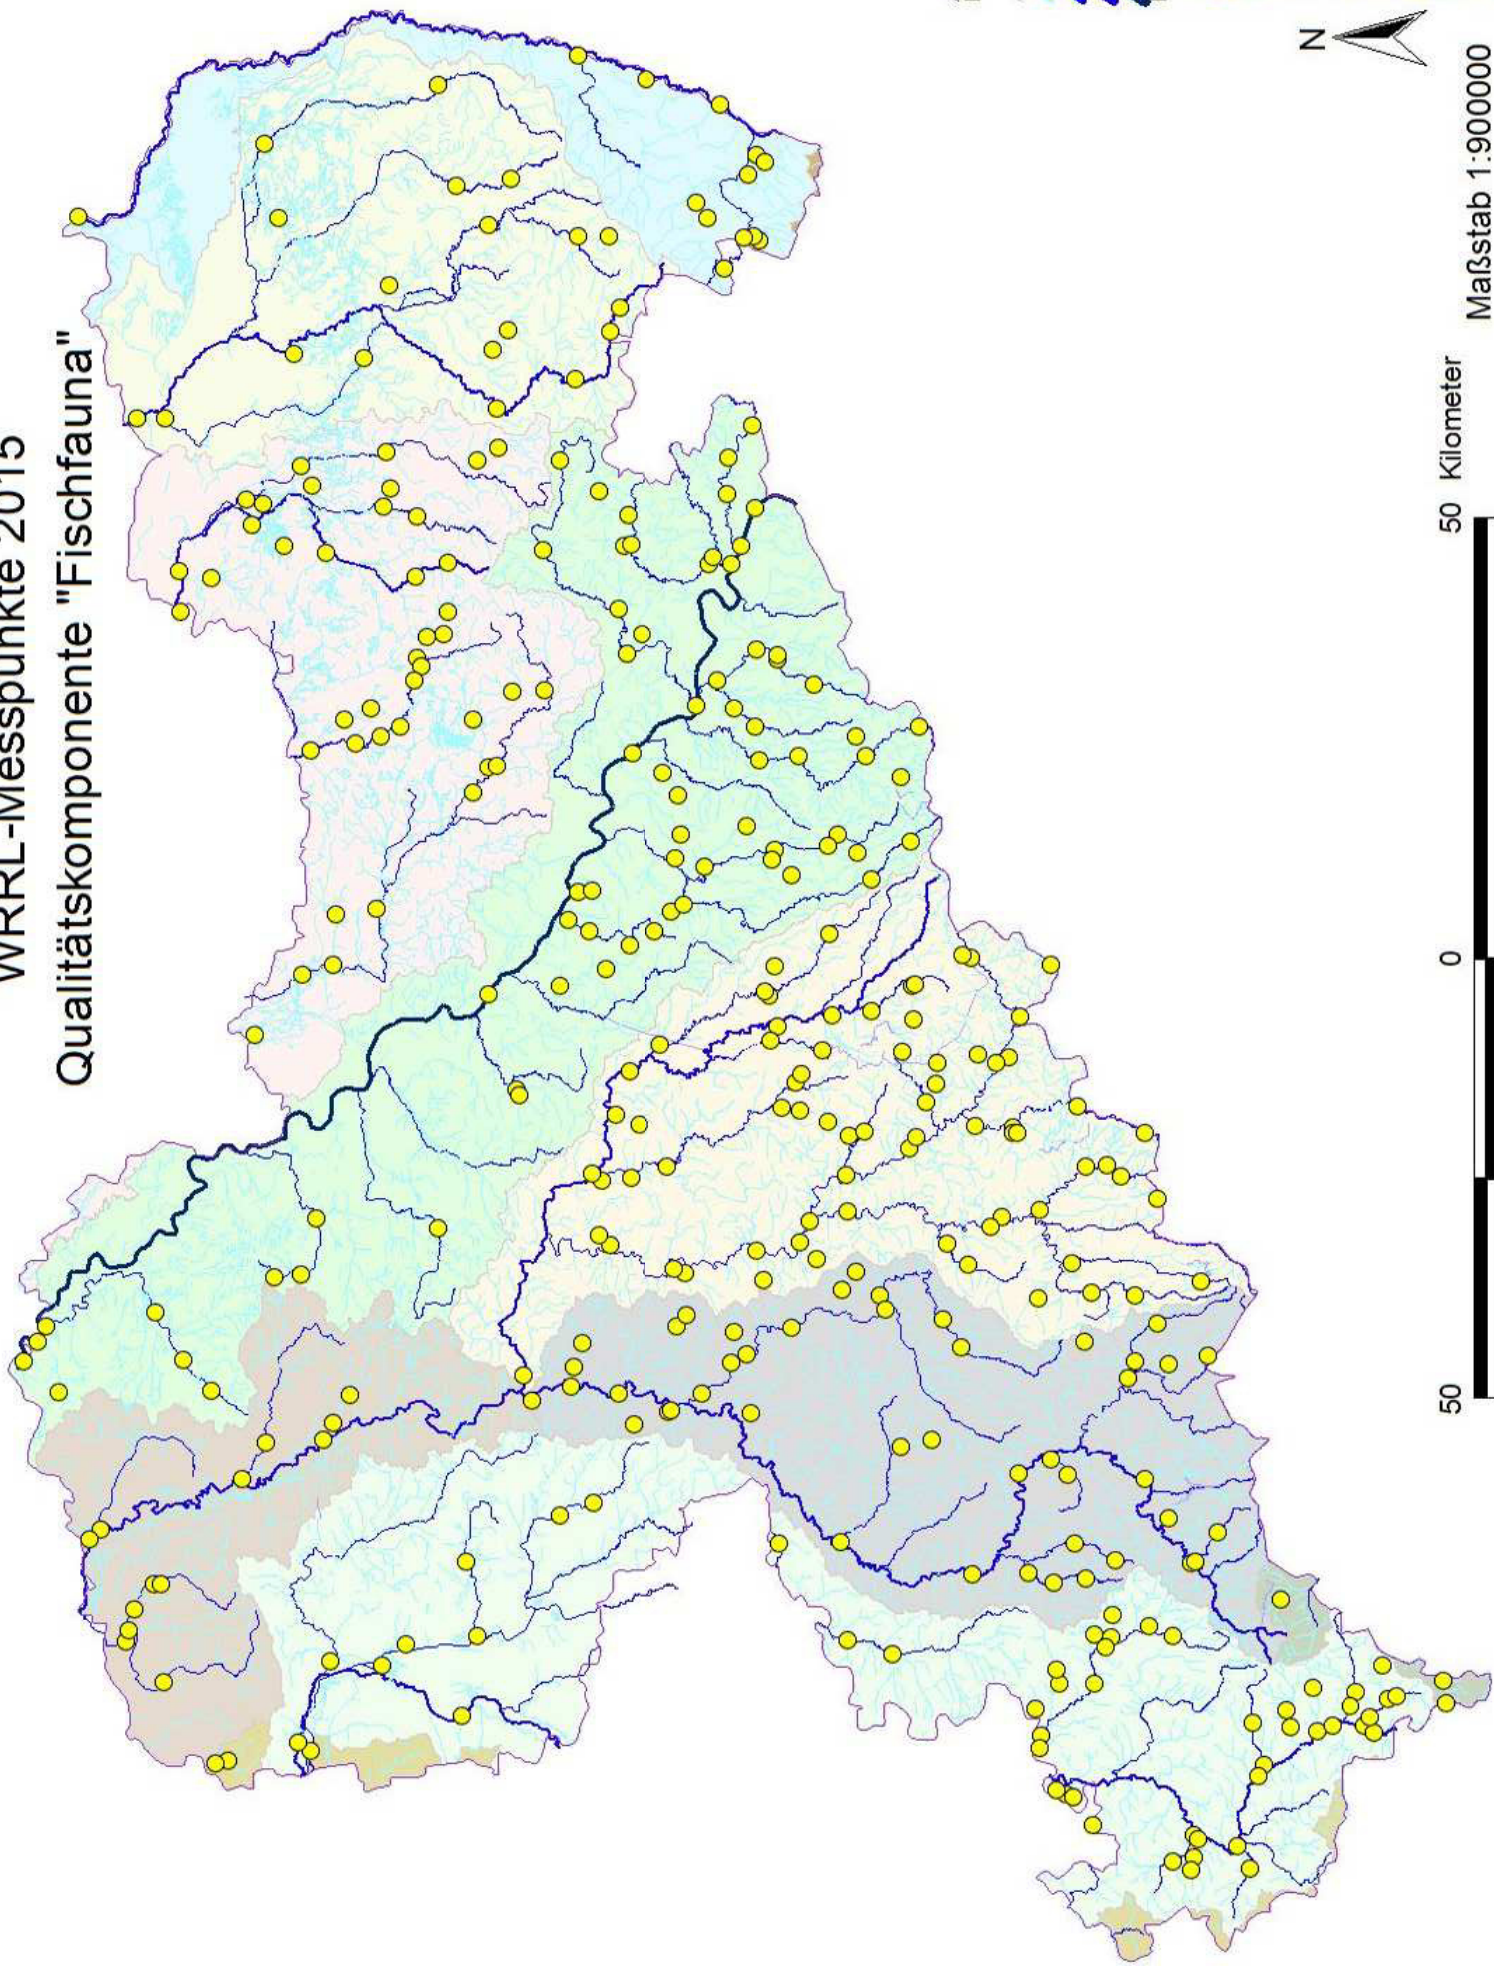 WRRL-Messpunkte 2015
Qualitätskomponente "Fischfauna"
N
50 0 50 Kilometer
Maßstab 1:900000